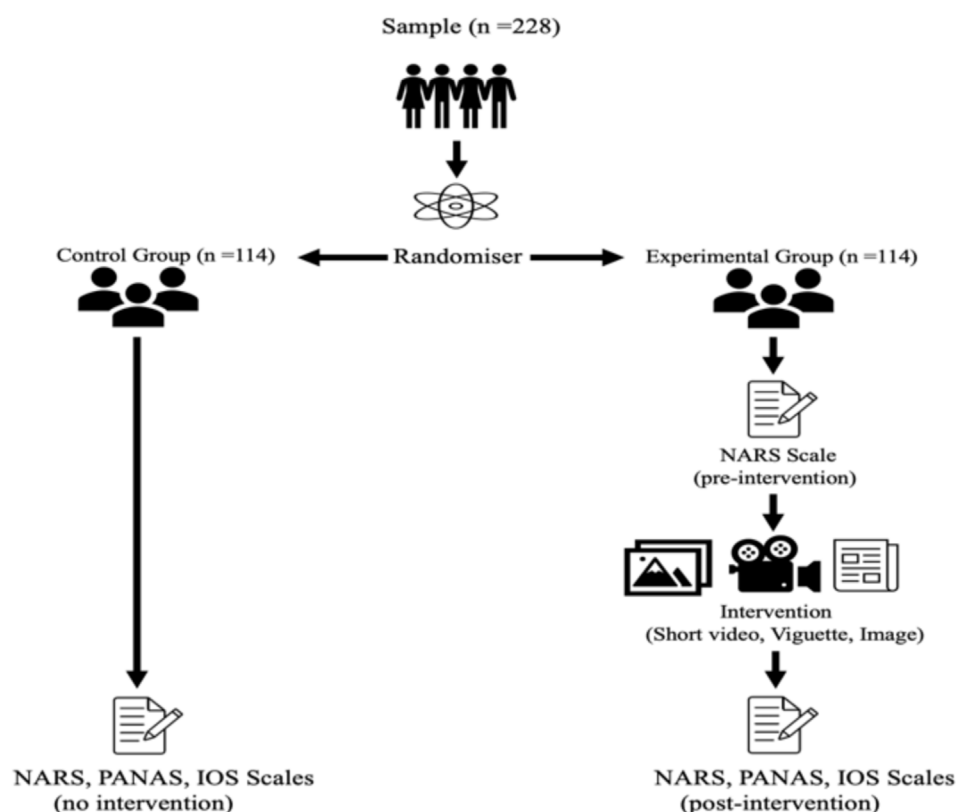 Sample (n =228)
Control Group (n =114)
Randomiser
Experimental Group (n =114)
NARS Scale
(pre-intervention)
Intervention
(Short video, Viguette, Image)
NARS, PANAS, IOS Scales
(no intervention)
NARS, PANAS, IOS Scales
(post-intervention)